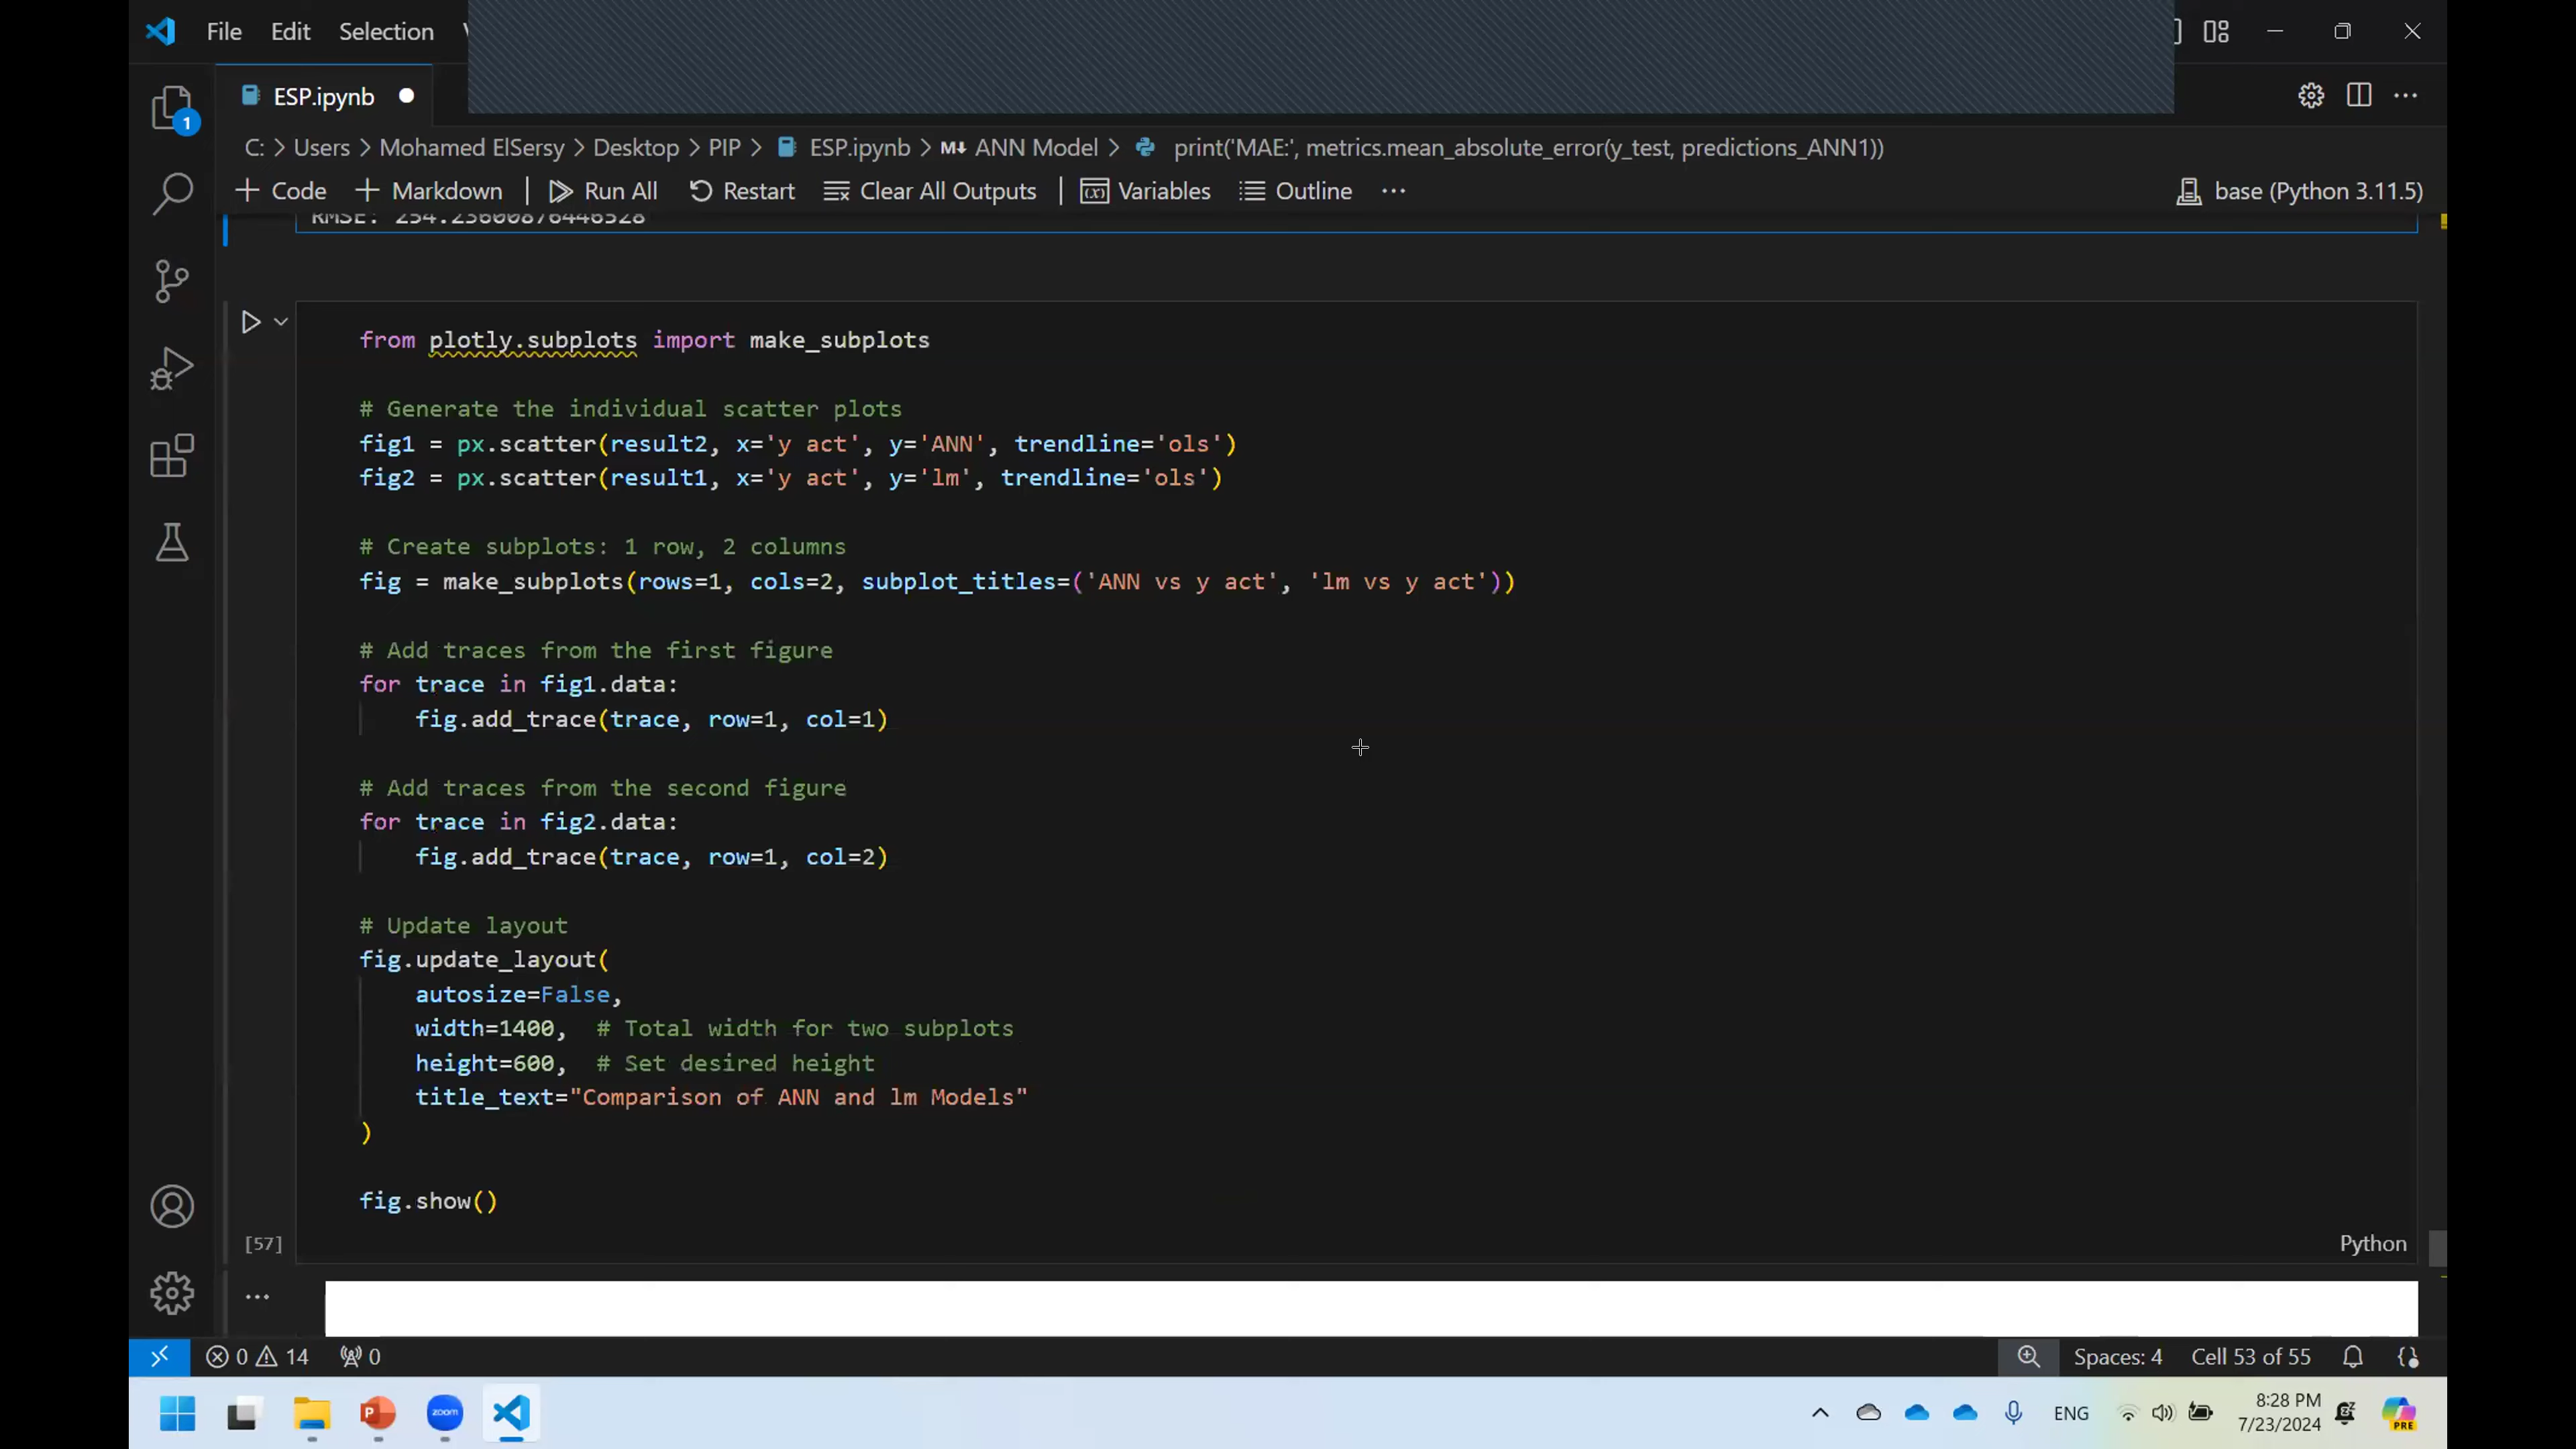 File Edit Selection
ESP.ipynb
1
C: > Users > Mohamed ElSersy > Desktop > PIP > ESP.ipynb > M↓ ANN Model > print('MAE:', metrics.mean_absolute_error(y_test, predictions_ANN1))
+ Code + Markdown | Run All Restart Clear All Outputs | Variables Outline ··· base (Python 3.11.5)
RMSE: 254.23600876446528
from plotly.subplots import make_subplots
# Generate the individual scatter plots
fig1 = px.scatter(result2, x='y act', y='ANN', trendline='ols')
fig2 = px.scatter(result1, x='y act', y='lm', trendline='ols')
# Create subplots: 1 row, 2 columns
fig = make_subplots(rows=1, cols=2, subplot_titles=('ANN vs y act', 'lm vs y act'))
# Add traces from the first figure
for trace in fig1.data:
    fig.add_trace(trace, row=1, col=1)
# Add traces from the second figure
for trace in fig2.data:
    fig.add_trace(trace, row=1, col=2)
# Update layout
fig.update_layout(
    autosize=False,
    width=1400,  # Total width for two subplots
    height=600,  # Set desired height
    title_text="Comparison of ANN and lm Models"
)
fig.show()
[57] Python
···
0 14 0 Spaces: 4 Cell 53 of 55
zoom ENG 8:28 PM
7/23/2024
PRE